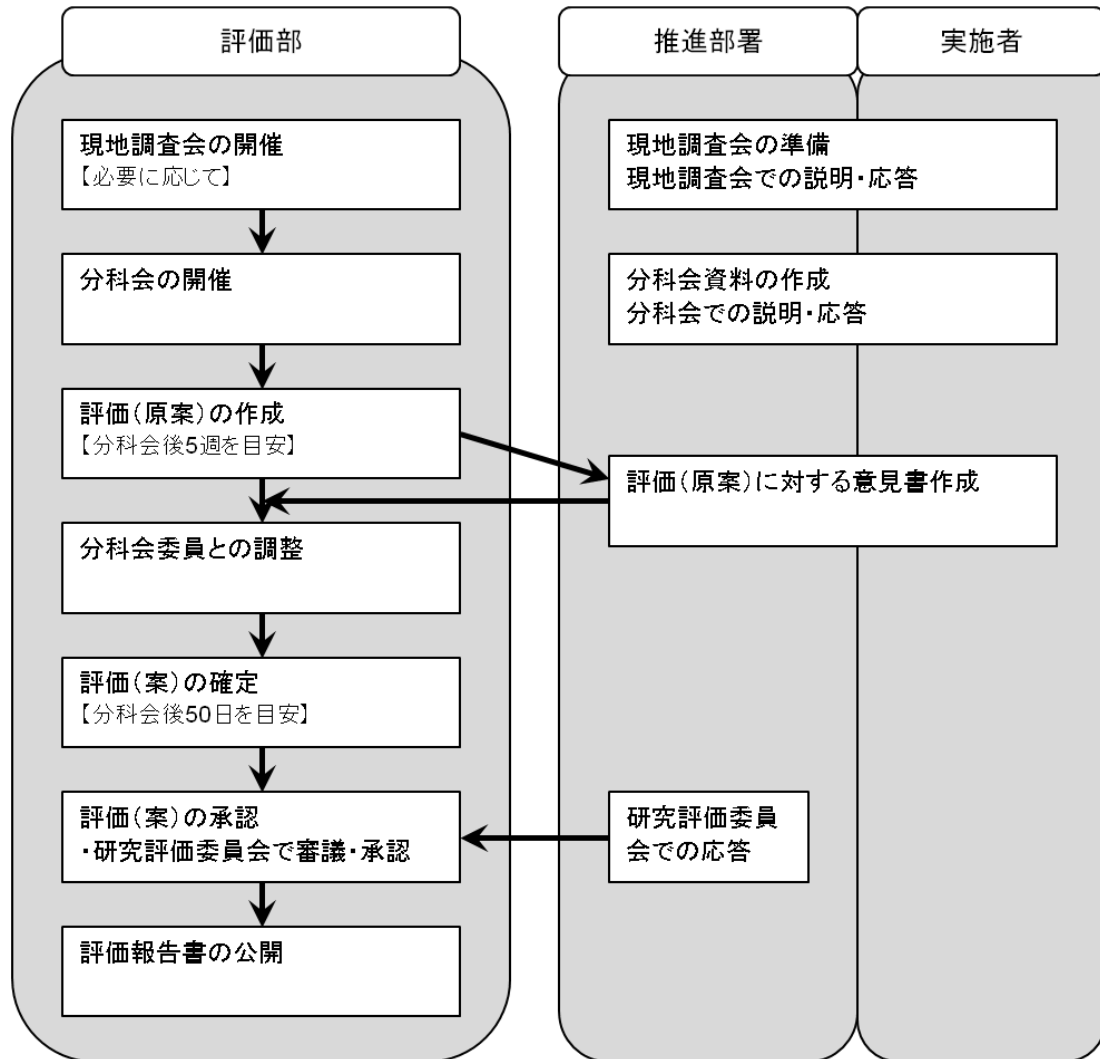 評価部
推進部署
実施者
現地調査会の開催
【必要に応じて】
現地調査会の準備
現地調査会での説明・応答
分科会の開催
分科会資料の作成
分科会での説明・応答
評価（原案）の作成
【分科会後5週を目安】
評価（原案）に対する意見書作成
分科会委員との調整
評価（案）の確定
【分科会後50日を目安】
評価（案）の承認
・研究評価委員会で審議・承認
研究評価委員
会での応答
評価報告書の公開